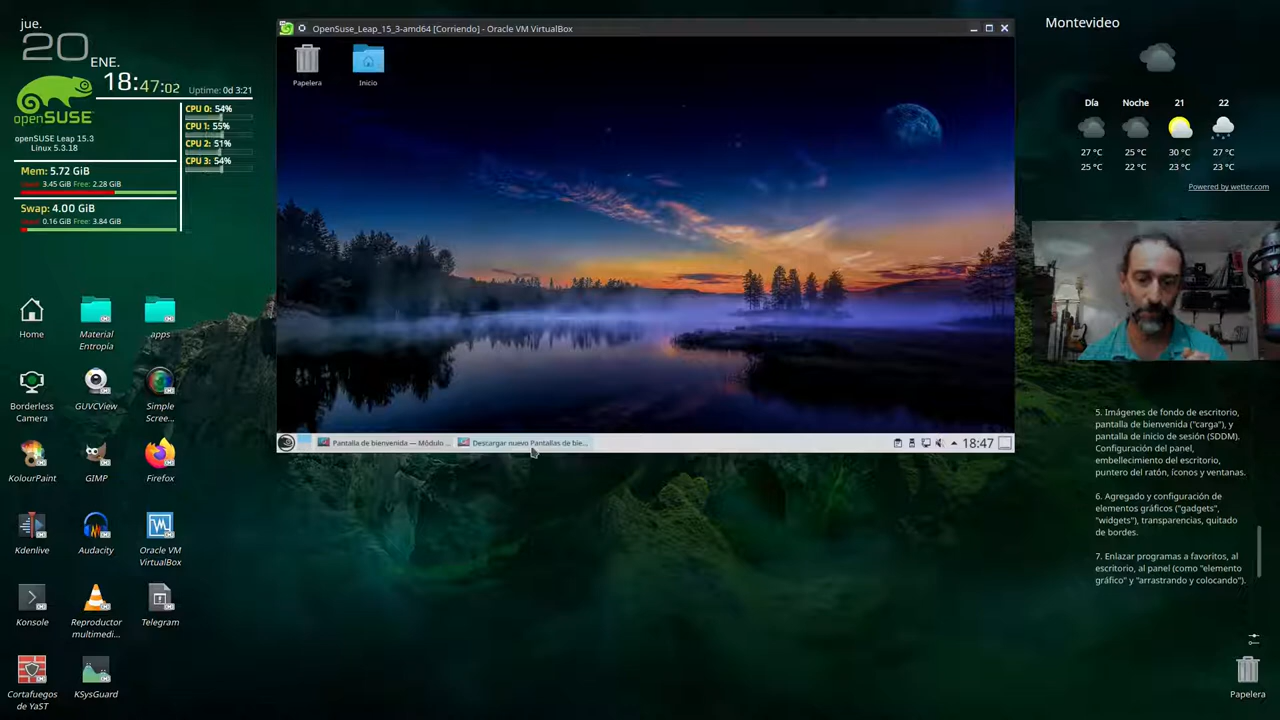 jue.
20
ENE.
18:47:02
Uptime: 0d 3:21
openSUSE
openSUSE Leap 15.3
Linux 5.3.18
CPU 0: 54%
CPU 1: 55%
CPU 2: 51%
CPU 3: 54%
Mem: 5.72 GiB
3.45 GiB Free: 2.28 GiB
Swap: 4.00 GiB
0.16 GiB Free: 3.84 GiB
Home
Material
Entropía
apps
Borderless
Camera
GUVCView
Simple
Scree...
KolourPaint
GIMP
Firefox
Kdenlive
Audacity
Oracle VM
VirtualBox
Konsole
Reproductor
multimedi...
Telegram
Cortafuegos
de YaST
KSysGuard
OpenSuse_Leap_15_3-amd64 [Corriendo] - Oracle VM VirtualBox
Papelera
Inicio
Pantalla de bienvenida — Módulo ...
Descargar nuevo Pantallas de bie...
18:47
Montevideo
Día
Noche
21
22
27 °C
25 °C
30 °C
27 °C
25 °C
22 °C
23 °C
23 °C
Powered by wetter.com
5. Imágenes de fondo de escritorio,
pantalla de bienvenida ("carga"), y
pantalla de inicio de sesión (SDDM).
Configuración del panel,
embellecimiento del escritorio,
puntero del ratón, íconos y ventanas.
6. Agregado y configuración de
elementos gráficos ("gadgets",
"widgets"), transparencias, quitado
de bordes.
7. Enlazar programas a favoritos, al
escritorio, al panel (como "elemento
gráfico" y "arrastrando y colocando").
Papelera